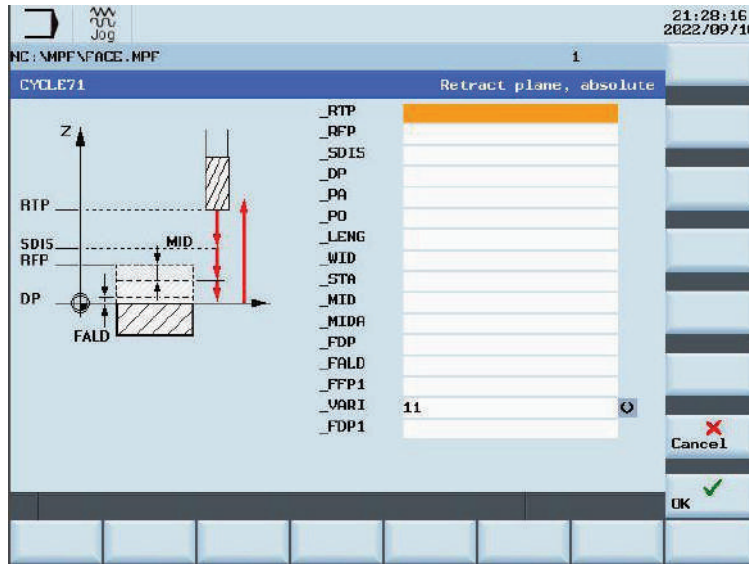 Jog
21:28:16
2022/09/10
NC:\MPF\FACE.MPF 1
CYCLE71 Retract plane, absolute
_RTP
_RFP
_SDIS
_DP
_PA
_PO
_LENG
_WID
_STA
_MID
_MIDA
_FDP
_FALD
_FFP1
_VARI 11
_FDP1
Z
RTP
SDIS
MID
RFP
DP
FALD
Cancel
OK